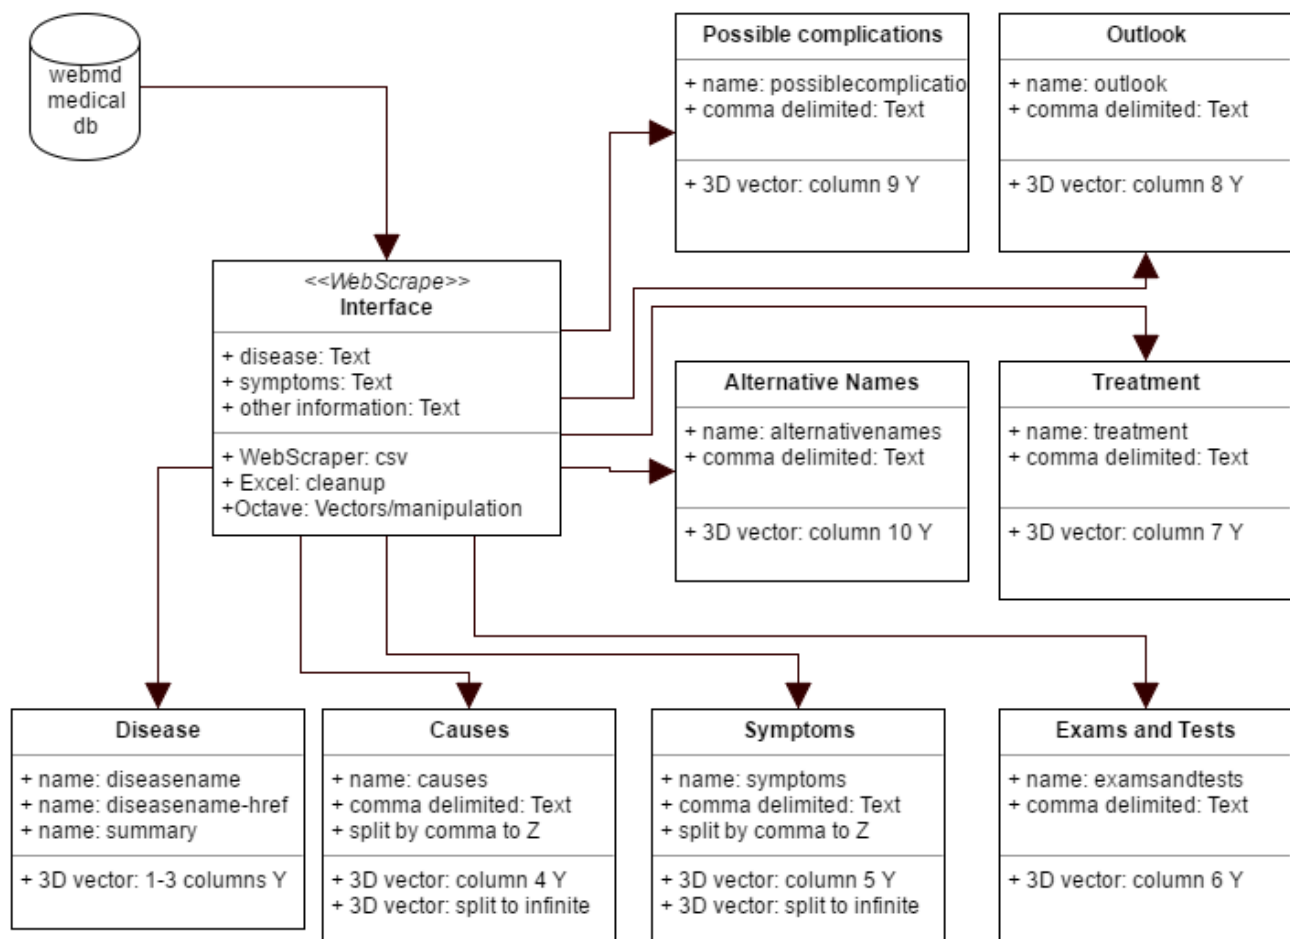 webmd
medical
db
Possible complications
+ name: possiblecomplicatio
+ comma delimited: Text
+ 3D vector: column 9 Y
Outlook
+ name: outlook
+ comma delimited: Text
+ 3D vector: column 8 Y
<<WebScrape>>
Interface
+ disease: Text
+ symptoms: Text
+ other information: Text
+ WebScraper: csv
+ Excel: cleanup
+Octave: Vectors/manipulation
Alternative Names
+ name: alternativenames
+ comma delimited: Text
+ 3D vector: column 10 Y
Treatment
+ name: treatment
+ comma delimited: Text
+ 3D vector: column 7 Y
Disease
+ name: diseasename
+ name: diseasename-href
+ name: summary
+ 3D vector: 1-3 columns Y
Causes
+ name: causes
+ comma delimited: Text
+ split by comma to Z
+ 3D vector: column 4 Y
+ 3D vector: split to infinite
Symptoms
+ name: symptoms
+ comma delimited: Text
+ split by comma to Z
+ 3D vector: column 5 Y
+ 3D vector: split to infinite
Exams and Tests
+ name: examsandtests
+ comma delimited: Text
+ 3D vector: column 6 Y